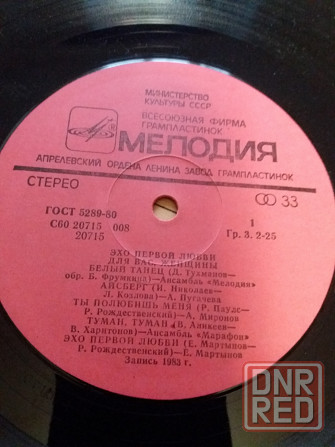 МИНИСТЕРСТВО
КУЛЬТУРЫ СССР
ВСЕСОЮЗНАЯ ФИРМА
ГРАМПЛАСТИНОК
МЕЛОДИЯ
АПРЕЛЕВСКИЙ ОРДЕНА ЛЕНИНА ЗАВОД ГРАМПЛАСТИНОК
СТЕРЕО
33
ГОСТ 5289-80
С60 20715 008
20715
1
Гр. 3. 2-25
ЭХО ПЕРВОЙ ЛЮБВИ
ДЛЯ ВАС, ЖЕНЩИНЫ
БЕЛЫЙ ТАНЕЦ (Д. Тухманов—
обр. Б. Фрумкина)—Ансамбль «Мелодия»
АЙСБЕРГ (И. Николаев—
Л. Козлова)—А. Пугачева
ТЫ ПОЛЮБИШЬ МЕНЯ (Р. Паулс—
Р. Рождественский)—А. Миронов
ТУМАН, ТУМАН (В. Аликеев—
В. Харитонов)—Ансамбль «Марафон»
ЭХО ПЕРВОЙ ЛЮБВИ (Е. Мартынов—
Р. Рождественский)—Е. Мартынов
Запись 1983 г.
DNR
RED